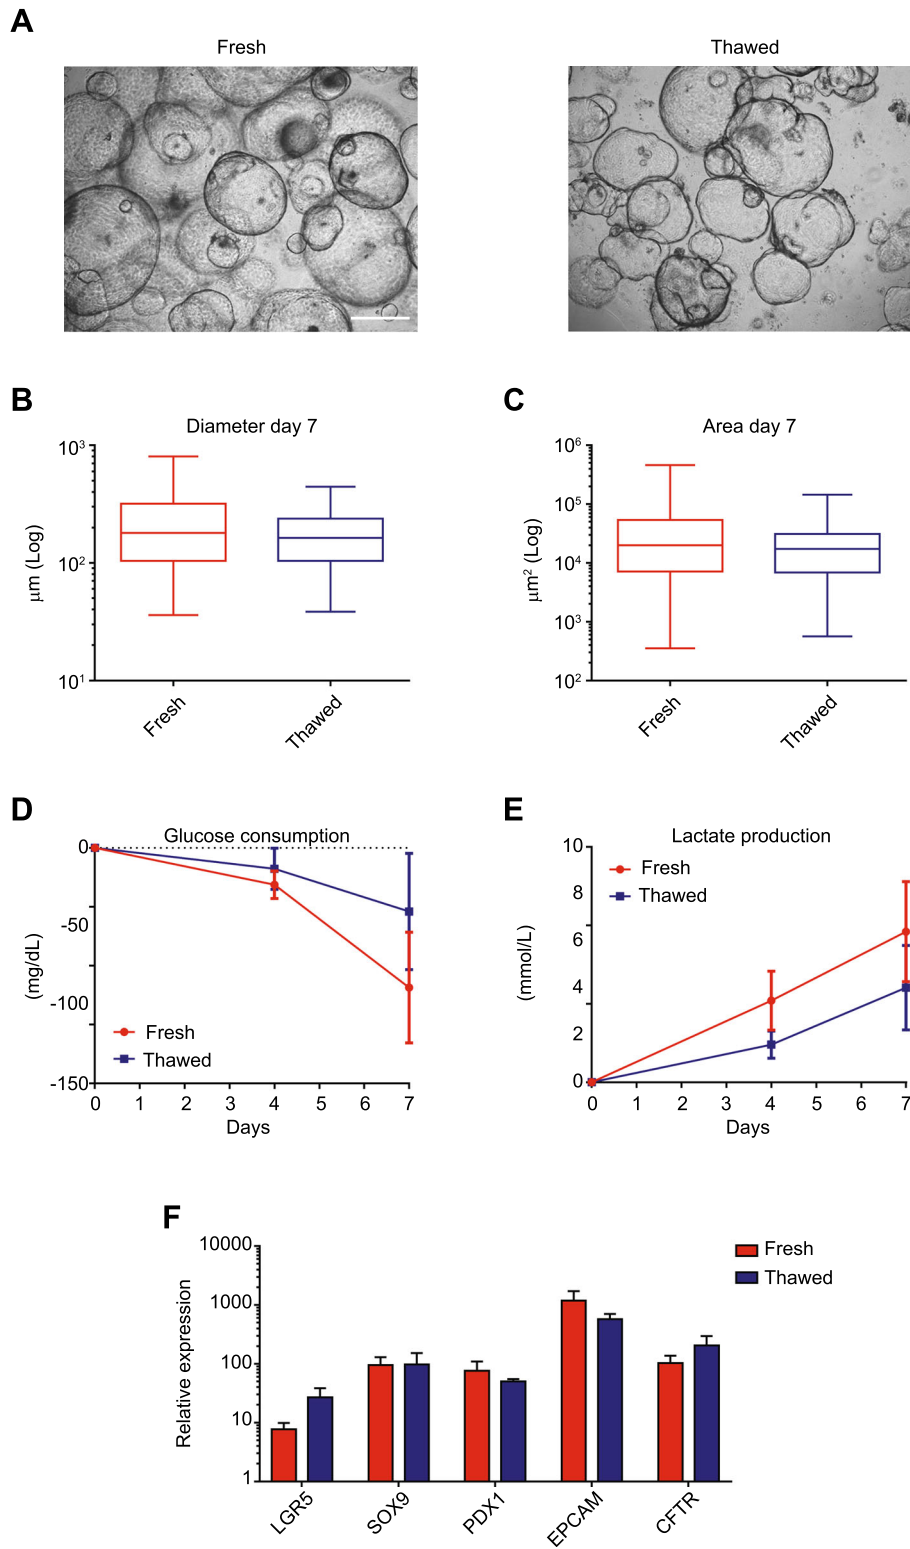 A
Fresh
Thawed
B
C
Diameter day 7
Area day 7
10³
10²
10¹
μm (Log)
Fresh
Thawed
10⁶
10⁵
10⁴
10³
10²
μm² (Log)
Fresh
Thawed
D
E
Glucose consumption
Lactate production
0
-50
-100
-150
(mg/dL)
Fresh
Thawed
0 1 2 3 4 5 6 7
Days
10
8
6
4
2
0
(mmol/L)
Fresh
Thawed
0 1 2 3 4 5 6 7
Days
F
10000
1000
100
10
1
Relative expression
Fresh
Thawed
LGR5
SOX9
PDX1
EPCAM
CFTR